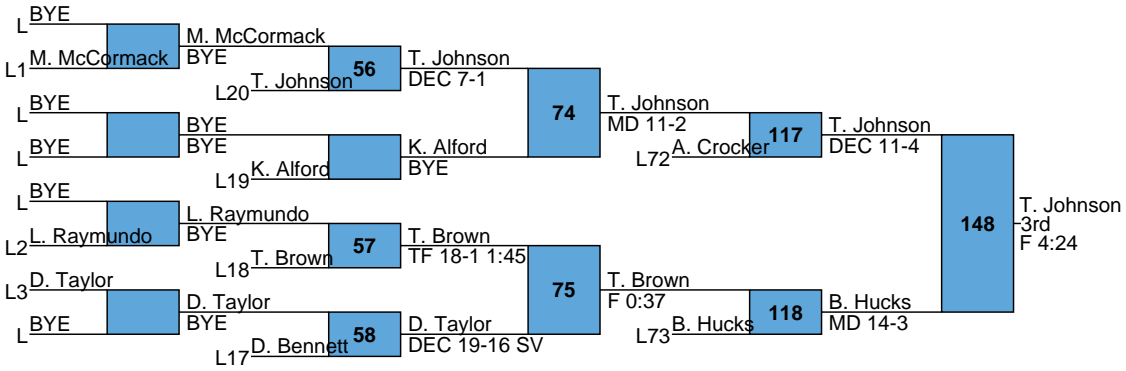 L BYE
L1 M. McCormack
M. McCormack
BYE
L20 T. Johnson
56
T. Johnson
DEC 7-1
L BYE
L BYE
BYE
BYE
L19 K. Alford
K. Alford
BYE
74
T. Johnson
MD 11-2
L72 A. Crocker
117
T. Johnson
DEC 11-4
L BYE
L2 L. Raymundo
L. Raymundo
BYE
L18 T. Brown
57
T. Brown
TF 18-1 1:45
L3 D. Taylor
L BYE
D. Taylor
BYE
L17 D. Bennett
58
D. Taylor
DEC 19-16 SV
75
T. Brown
F 0:37
L73 B. Hucks
118
B. Hucks
MD 14-3
148
T. Johnson
3rd
F 4:24